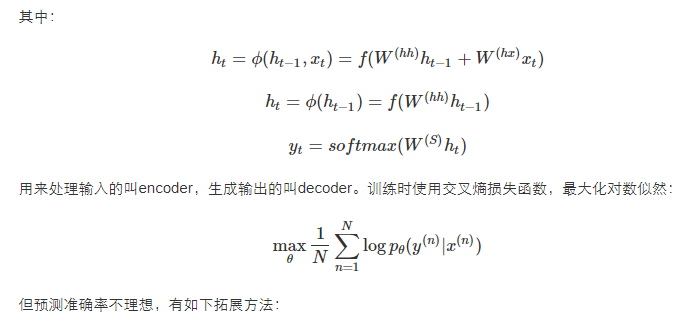 其中：
h_t = ϕ(h_{t−1}, x_t) = f(W^{(hh)}h_{t−1} + W^{(hx)}x_t)
h_t = ϕ(h_{t−1}) = f(W^{(hh)}h_{t−1})
y_t = softmax(W^{(S)}h_t)
用来处理输入的叫encoder，生成输出的叫decoder。训练时使用交叉熵损失函数，最大化对数似然：
max_θ 1/N ∑_{n=1}^{N} log p_θ(y^{(n)}|x^{(n)})
但预测准确率不理想，有如下拓展方法：